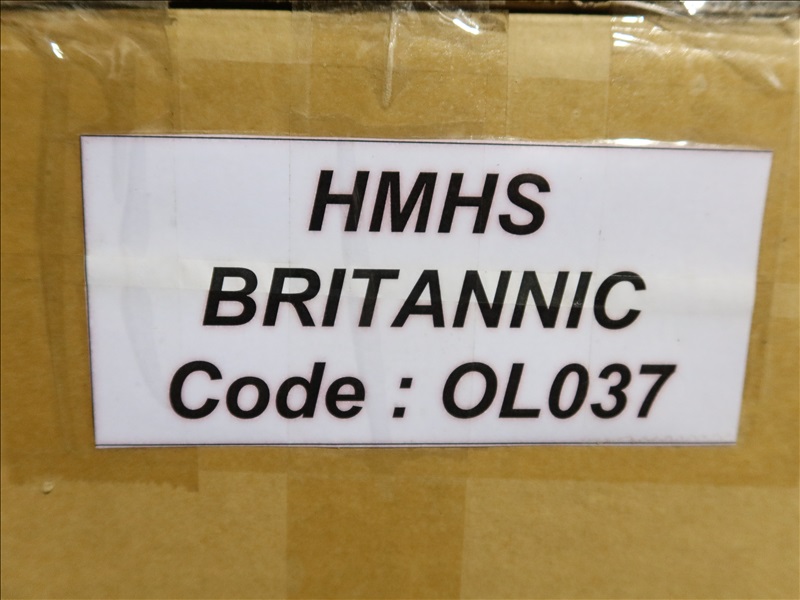 HMHS
BRITANNIC
Code : OL037